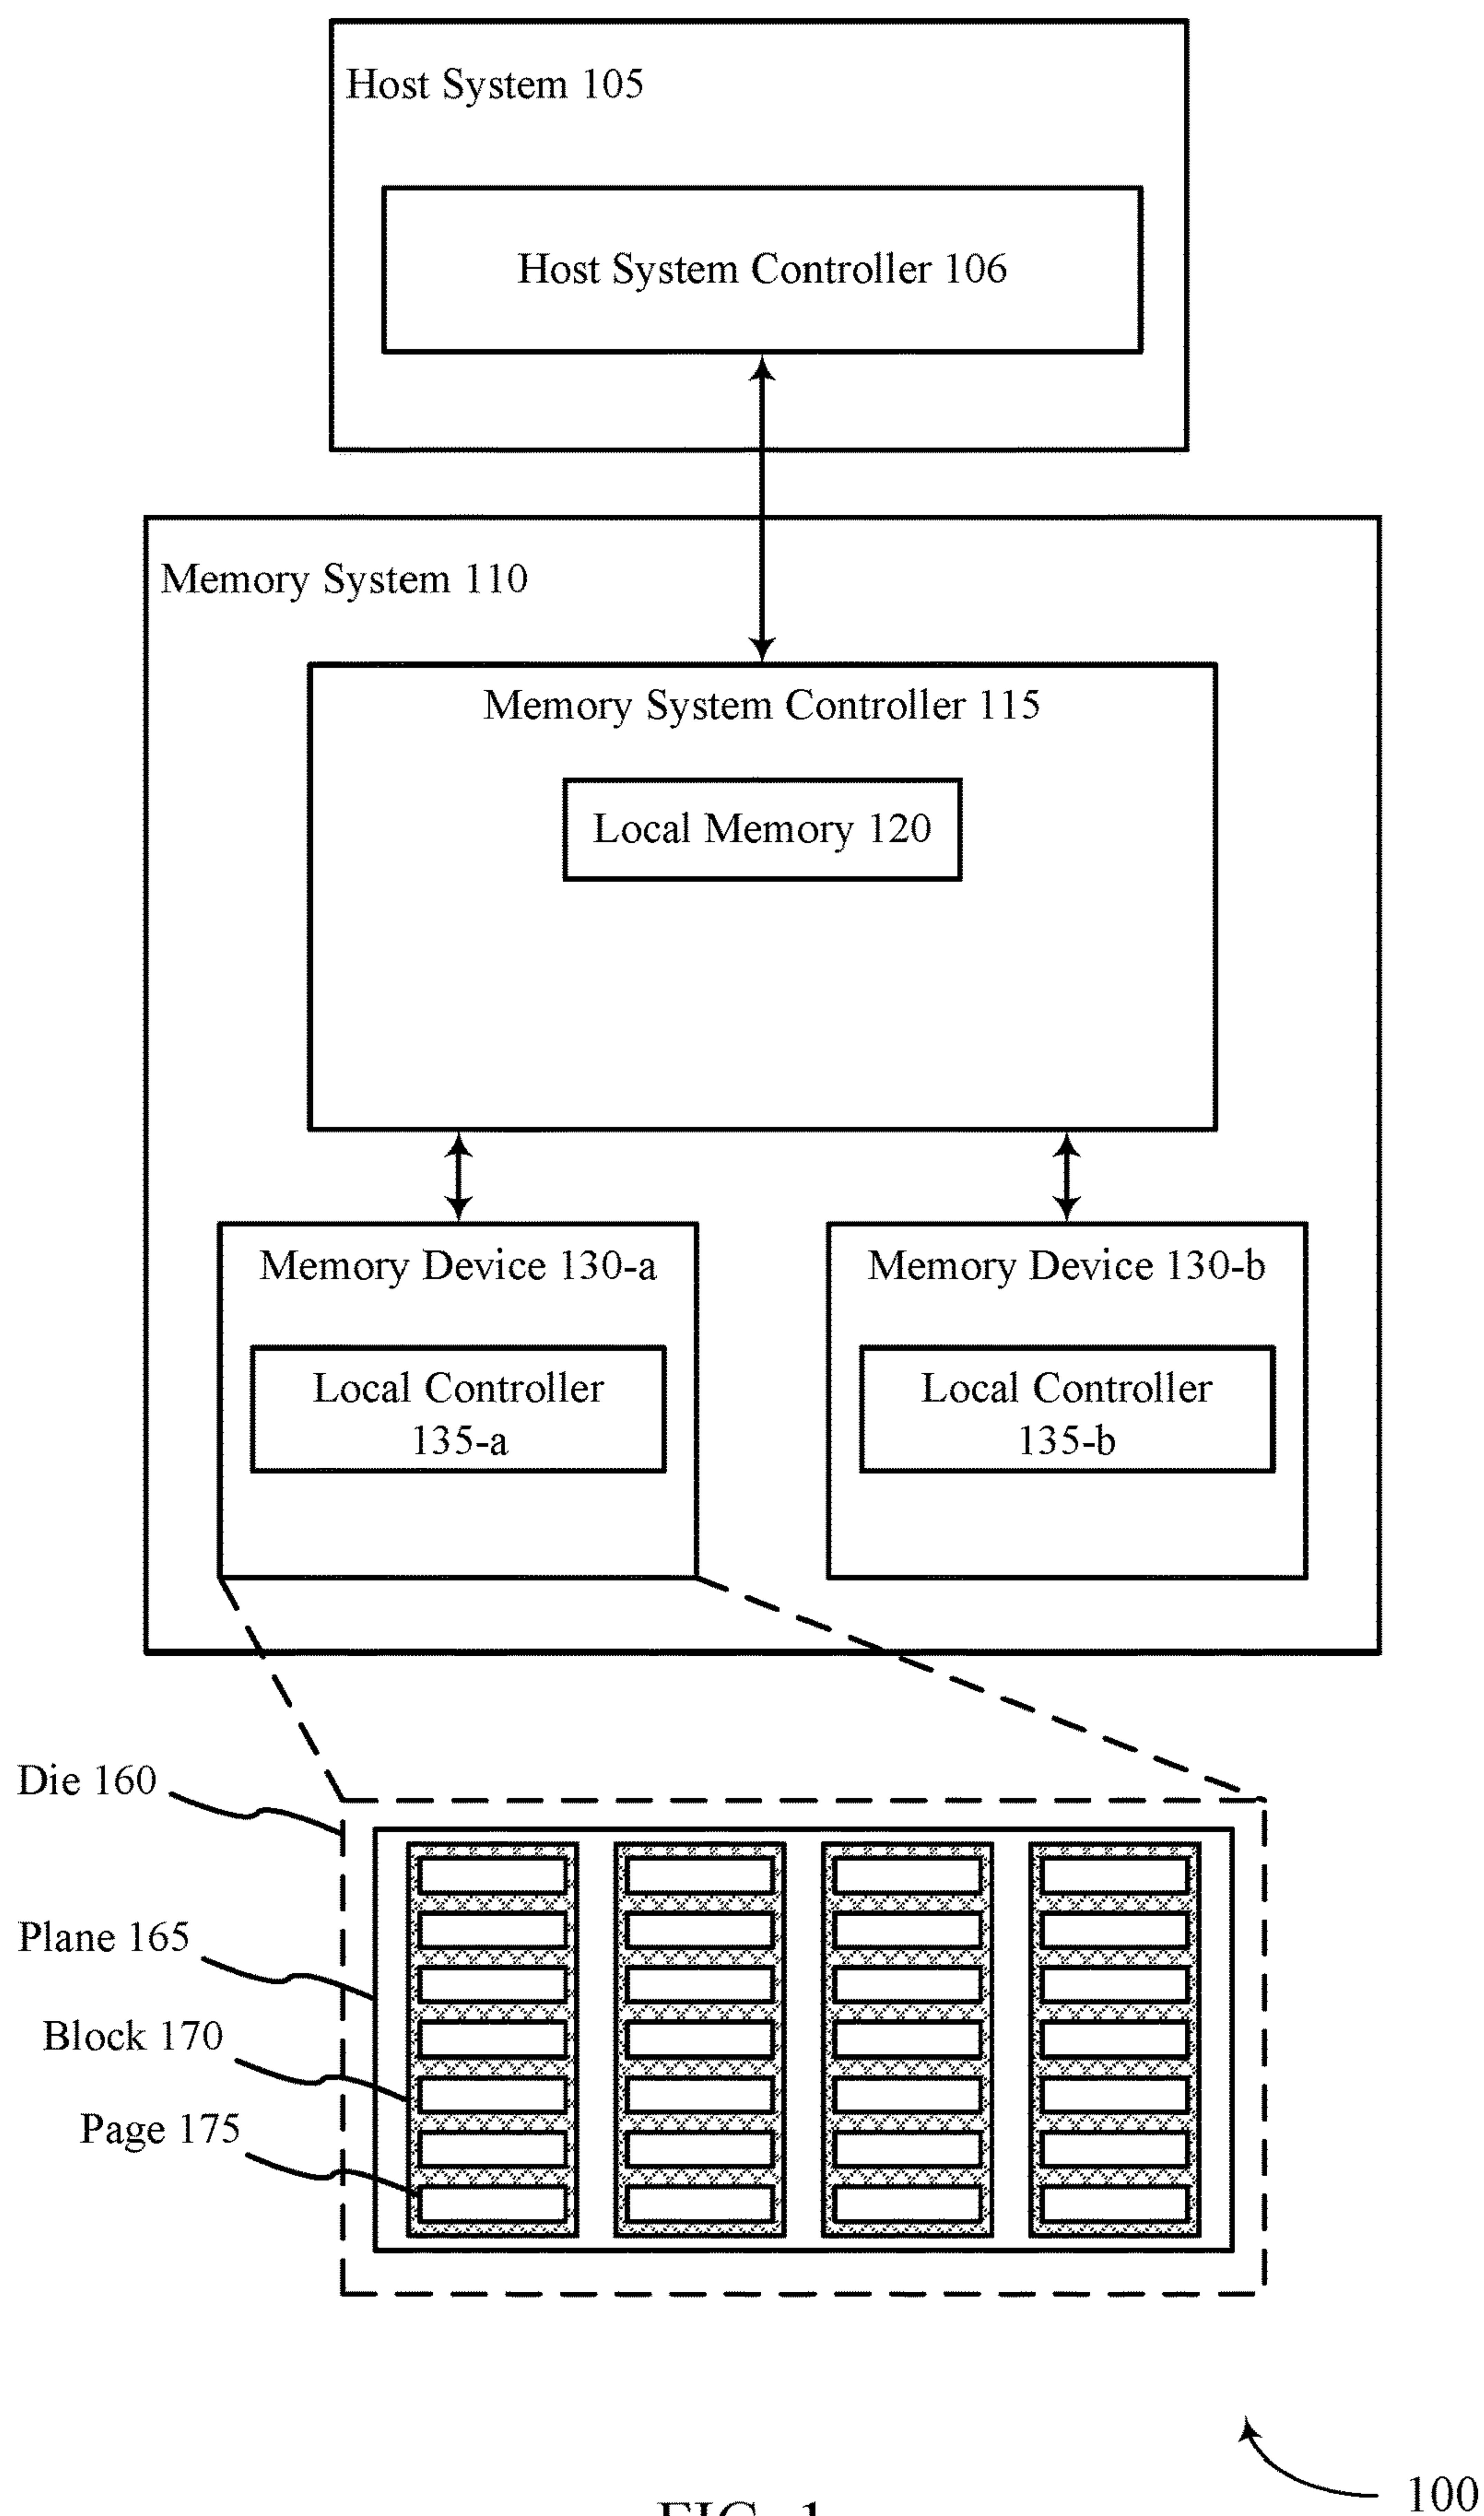 Host System 105
Host System Controller 106
Memory System 110
Memory System Controller 115
Local Memory 120
Memory Device 130-a
Memory Device 130-b
Local Controller
135-a
Local Controller
135-b
Die 160
Plane 165
Block 170
Page 175
100
FIG. 1